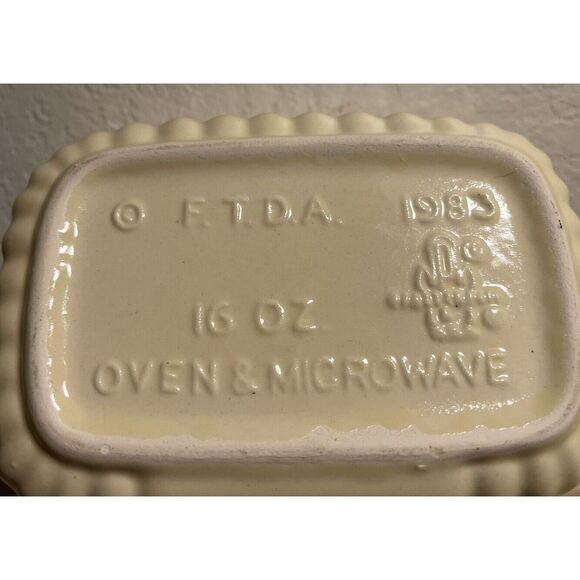 © F.T.D.A. 1983
16 OZ.
OVEN & MICROWAVE